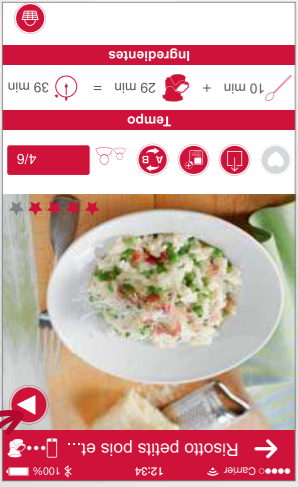 Carrier 12:34 100%
Risotto petits pois et...
A B 4/6
Tempo
10 min + 29 min = 39 min
Ingredientes